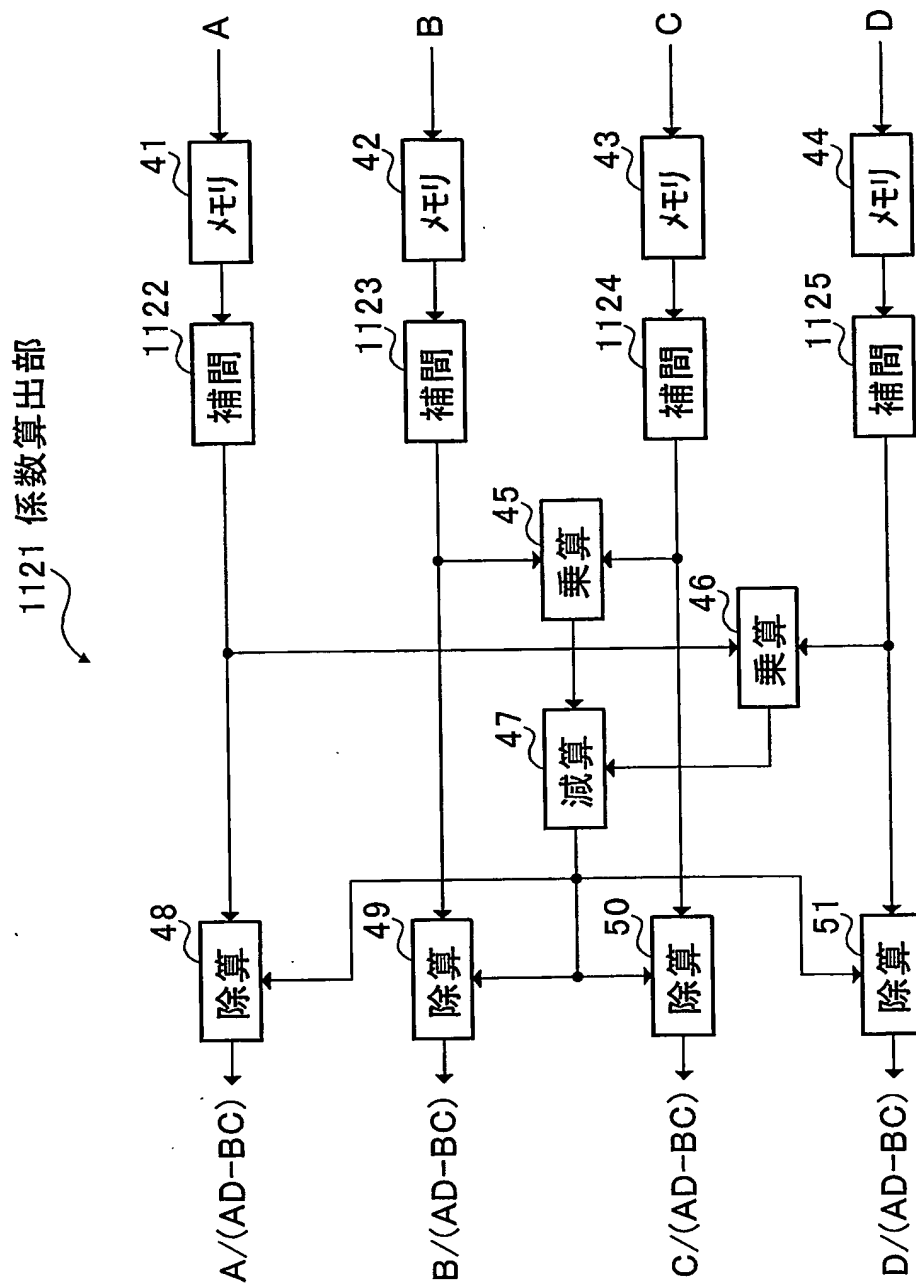 1121 係数算出部
A
41
メモリ
1122
補間
48
除算
A/(AD-BC)
B
42
メモリ
1123
補間
49
除算
B/(AD-BC)
45
乗算
47
減算
46
乗算
C
43
メモリ
1124
補間
50
除算
C/(AD-BC)
D
44
メモリ
1125
補間
51
除算
D/(AD-BC)